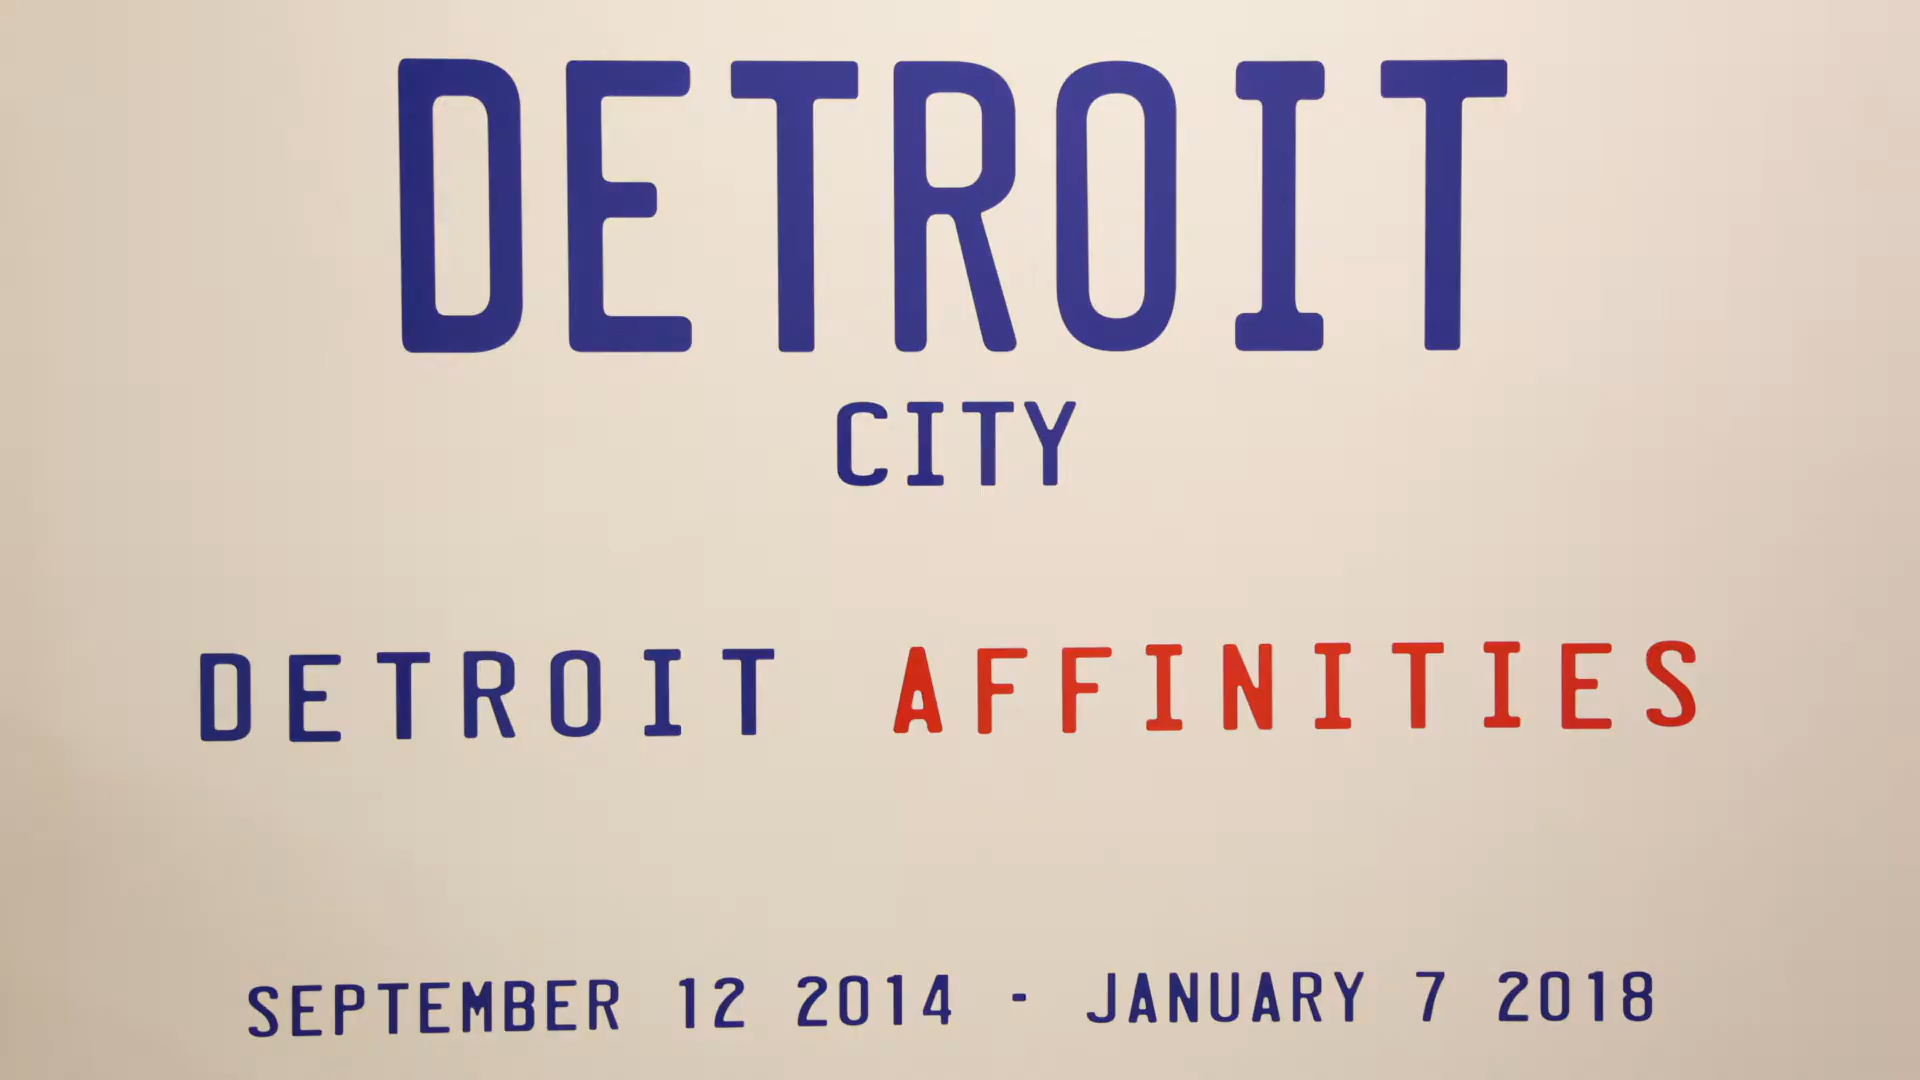 DETROIT
CITY
DETROIT AFFINITIES
SEPTEMBER 12 2014 - JANUARY 7 2018